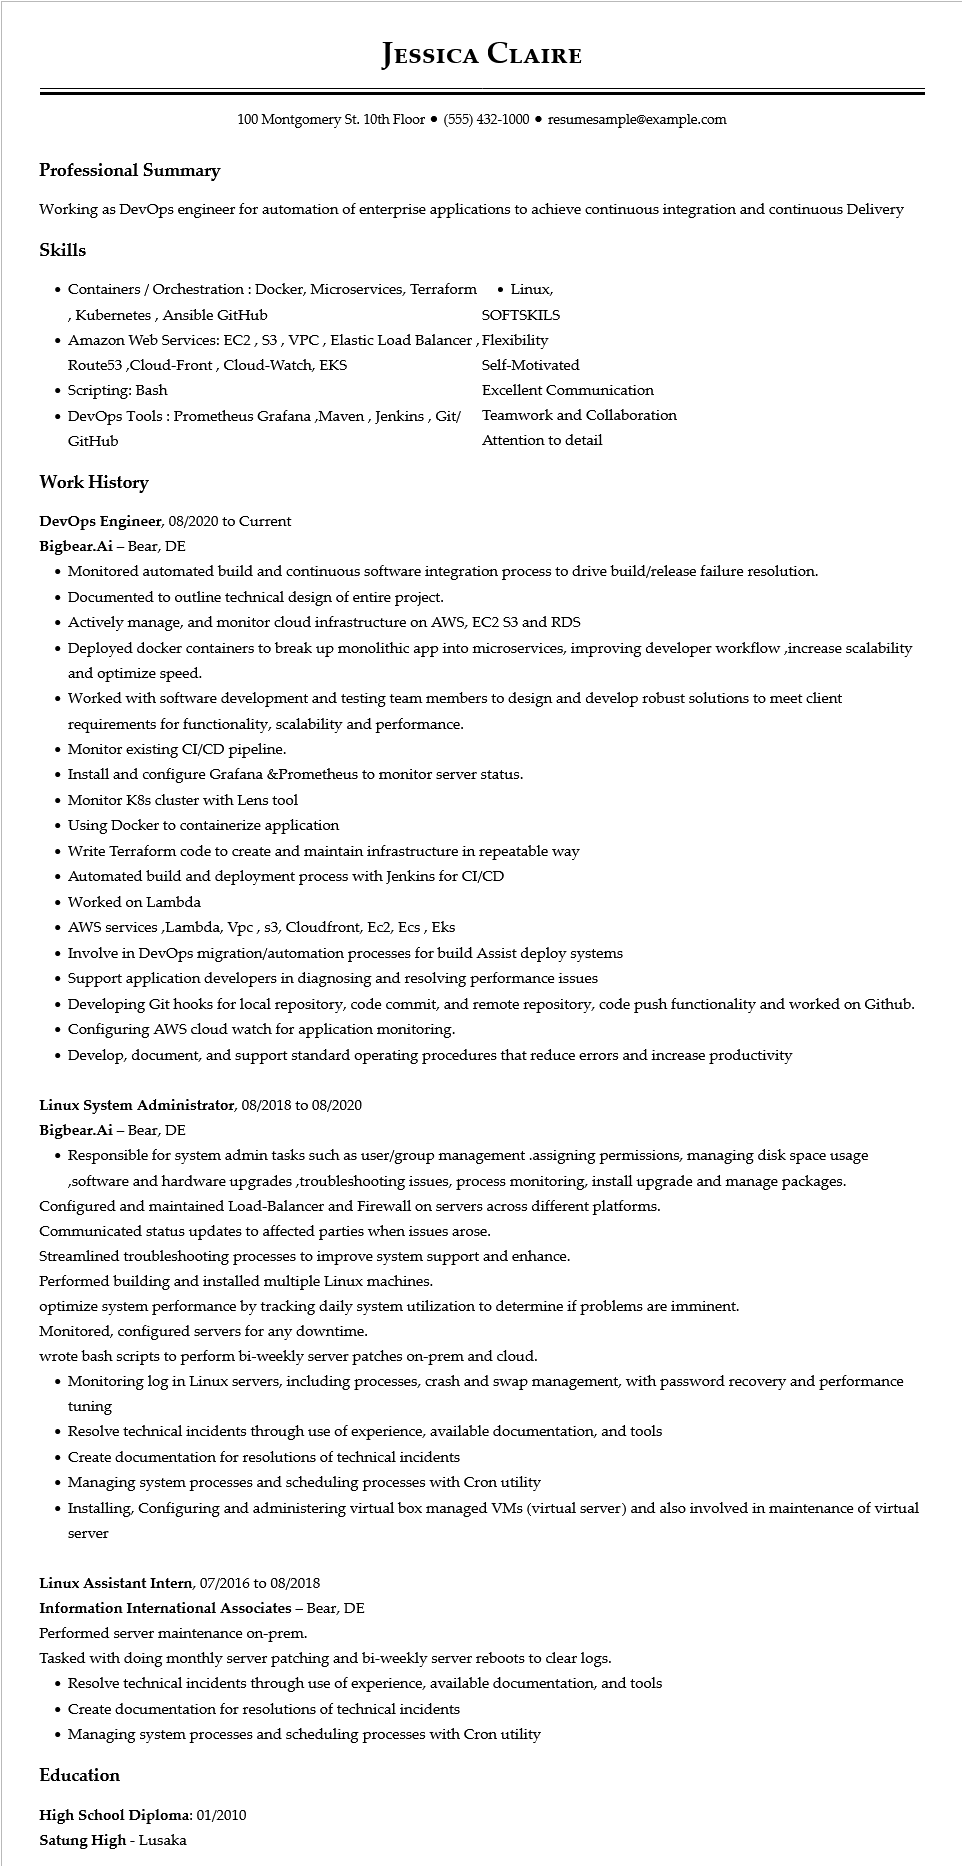 Jessica Claire
100 Montgomery St. 10th Floor ● (555) 432-1000 ● resumesample@example.com
Professional Summary
Working as DevOps engineer for automation of enterprise applications to achieve continuous integration and continuous Delivery
Skills
• Containers / Orchestration : Docker, Microservices, Terraform
, Kubernetes , Ansible GitHub
• Amazon Web Services: EC2 , S3 , VPC , Elastic Load Balancer ,
Route53 ,Cloud-Front , Cloud-Watch, EKS
• Scripting: Bash
• DevOps Tools : Prometheus Grafana ,Maven , Jenkins , Git/
GitHub
• Linux,
SOFTSKILS
Flexibility
Self-Motivated
Excellent Communication
Teamwork and Collaboration
Attention to detail
Work History
DevOps Engineer, 08/2020 to Current
Bigbear.Ai – Bear, DE
• Monitored automated build and continuous software integration process to drive build/release failure resolution.
• Documented to outline technical design of entire project.
• Actively manage, and monitor cloud infrastructure on AWS, EC2 S3 and RDS
• Deployed docker containers to break up monolithic app into microservices, improving developer workflow ,increase scalability
and optimize speed.
• Worked with software development and testing team members to design and develop robust solutions to meet client
requirements for functionality, scalability and performance.
• Monitor existing CI/CD pipeline.
• Install and configure Grafana &Prometheus to monitor server status.
• Monitor K8s cluster with Lens tool
• Using Docker to containerize application
• Write Terraform code to create and maintain infrastructure in repeatable way
• Automated build and deployment process with Jenkins for CI/CD
• Worked on Lambda
• AWS services ,Lambda, Vpc , s3, Cloudfront, Ec2, Ecs , Eks
• Involve in DevOps migration/automation processes for build Assist deploy systems
• Support application developers in diagnosing and resolving performance issues
• Developing Git hooks for local repository, code commit, and remote repository, code push functionality and worked on Github.
• Configuring AWS cloud watch for application monitoring.
• Develop, document, and support standard operating procedures that reduce errors and increase productivity
Linux System Administrator, 08/2018 to 08/2020
Bigbear.Ai – Bear, DE
• Responsible for system admin tasks such as user/group management .assigning permissions, managing disk space usage
,software and hardware upgrades ,troubleshooting issues, process monitoring, install upgrade and manage packages.
Configured and maintained Load-Balancer and Firewall on servers across different platforms.
Communicated status updates to affected parties when issues arose.
Streamlined troubleshooting processes to improve system support and enhance.
Performed building and installed multiple Linux machines.
optimize system performance by tracking daily system utilization to determine if problems are imminent.
Monitored, configured servers for any downtime.
wrote bash scripts to perform bi-weekly server patches on-prem and cloud.
• Monitoring log in Linux servers, including processes, crash and swap management, with password recovery and performance
tuning
• Resolve technical incidents through use of experience, available documentation, and tools
• Create documentation for resolutions of technical incidents
• Managing system processes and scheduling processes with Cron utility
• Installing, Configuring and administering virtual box managed VMs (virtual server) and also involved in maintenance of virtual
server
Linux Assistant Intern, 07/2016 to 08/2018
Information International Associates – Bear, DE
Performed server maintenance on-prem.
Tasked with doing monthly server patching and bi-weekly server reboots to clear logs.
• Resolve technical incidents through use of experience, available documentation, and tools
• Create documentation for resolutions of technical incidents
• Managing system processes and scheduling processes with Cron utility
Education
High School Diploma: 01/2010
Satung High - Lusaka